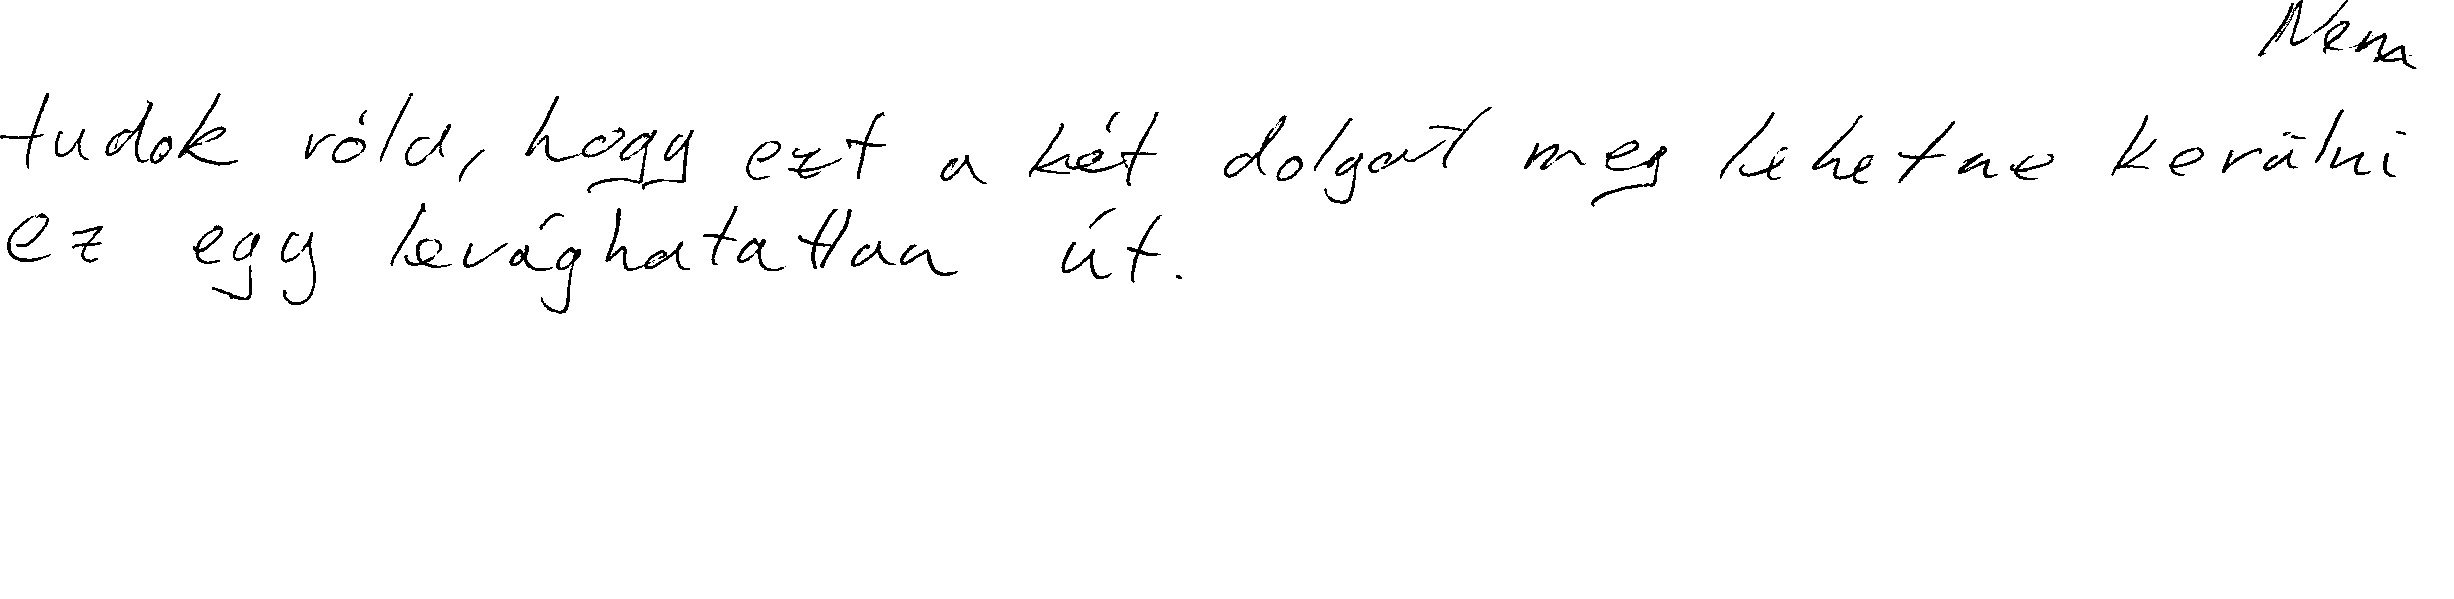 Nem
tudok róla, hogy ezt a két dolgot meg lehetne kerülni
ez egy levághatatlan út.